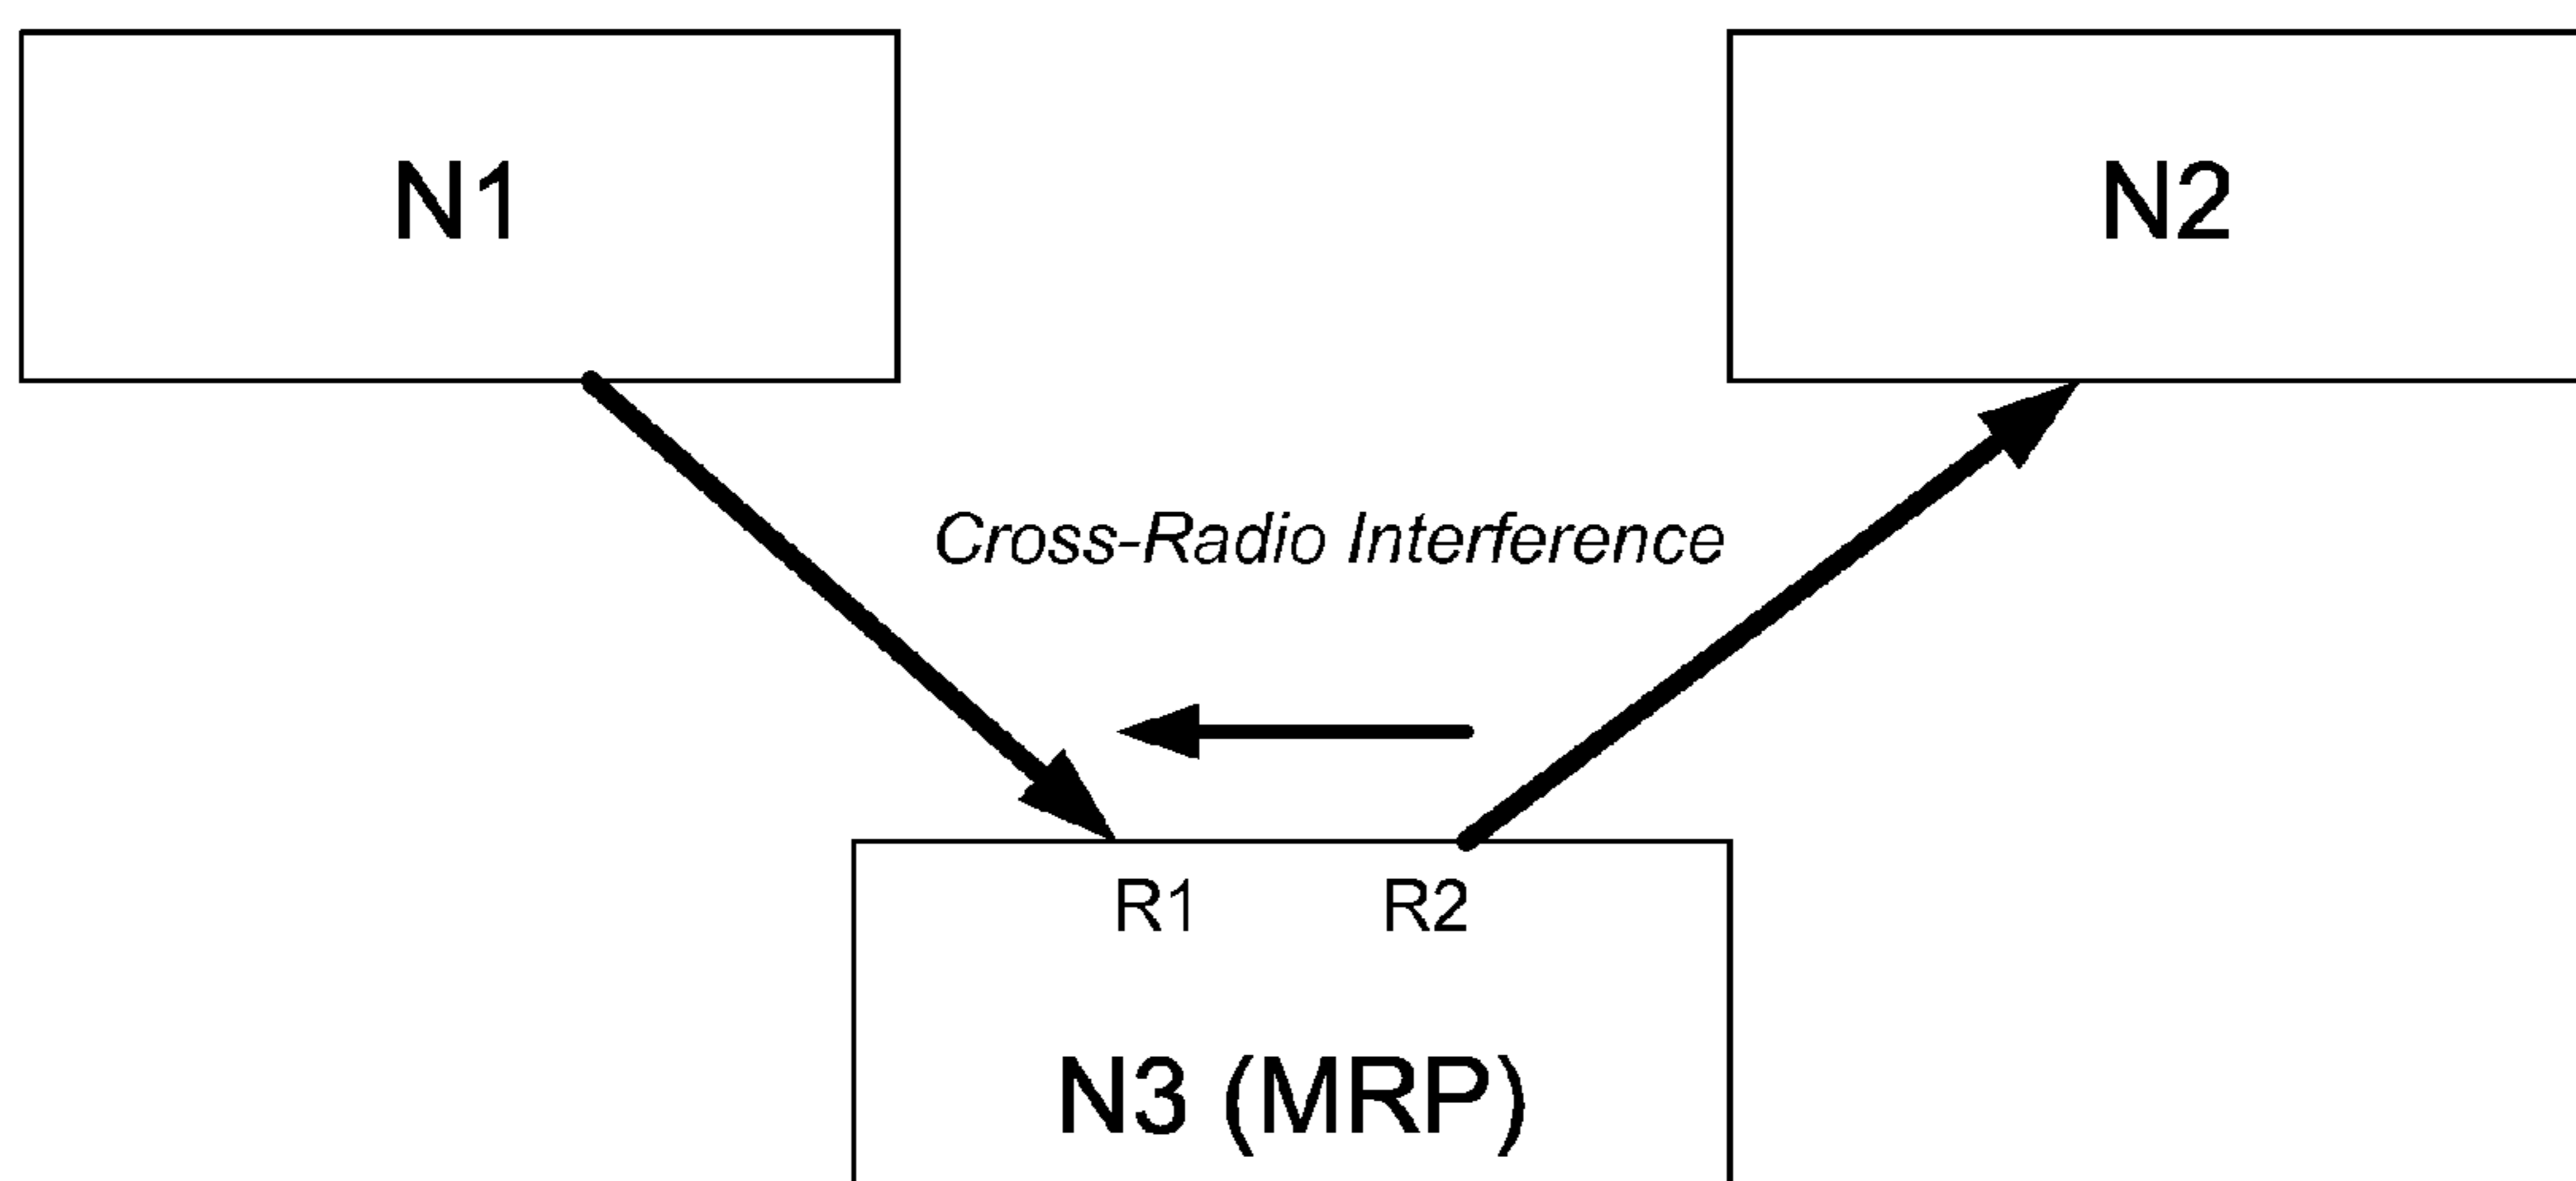 N1
N2
Cross-Radio Interference
R1 R2
N3 (MRP)